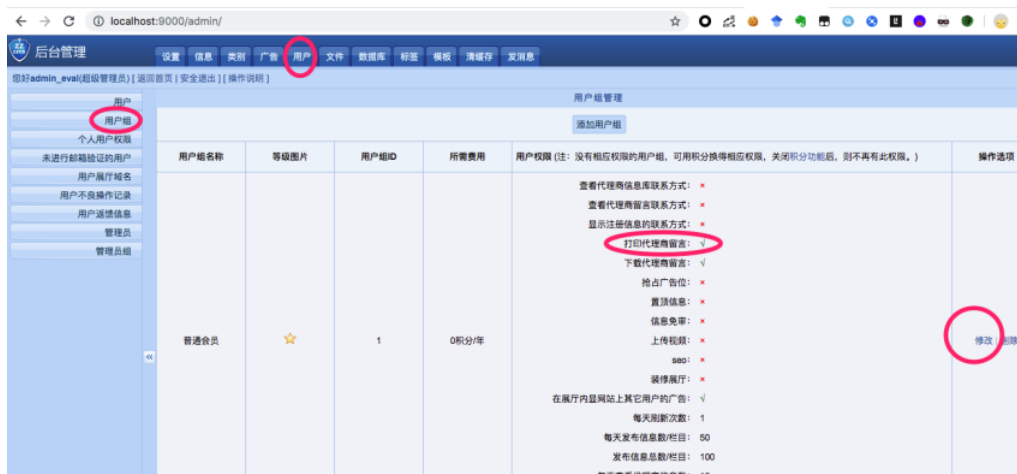 localhost:9000/admin/
ZZ
CMS
后台管理
设置 信息 类别 广告 用户 文件 数据库 标签 模板 清缓存 发消息
您好admin_eval(超级管理员) [ 返回首页 | 安全退出 ] [ 操作说明 ]
用户
用户组
个人用户权限
未进行邮箱验证的用户
用户展厅域名
用户不良操作记录
用户返馈信息
管理员
管理员组
«
用户组管理
添加用户组
用户组名称 等级图片 用户组ID 所需费用 用户权限 (注：没有相应权限的用户组，可用积分换得相应权限，关闭积分功能后，则不再有此权限。) 操作选项
普通会员 1 0积分/年
查看代理商信息库联系方式： ×
查看代理商留言联系方式： ×
显示注册信息的联系方式： ×
打印代理商留言： √
下载代理商留言： √
抢占广告位： ×
置顶信息： ×
信息免审： ×
上传视频： ×
seo： ×
装修展厅： ×
在展厅内显网站上其它用户的广告： √
每天刷新次数： 1
每天发布信息数/栏目： 50
发布信息总数/栏目： 100
修改 | 删除